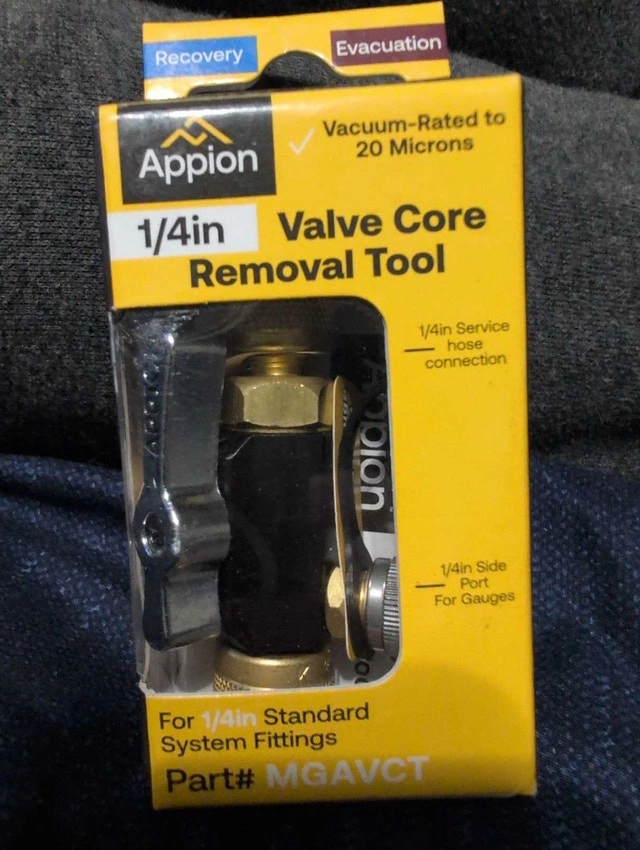 Recovery
Evacuation
Appion
Vacuum-Rated to
20 Microns
1/4in
Valve Core
Removal Tool
1/4in Service
hose
connection
Appion
1/4in Side
Port
For Gauges
For 1/4in Standard
System Fittings
Part# MGAVCT